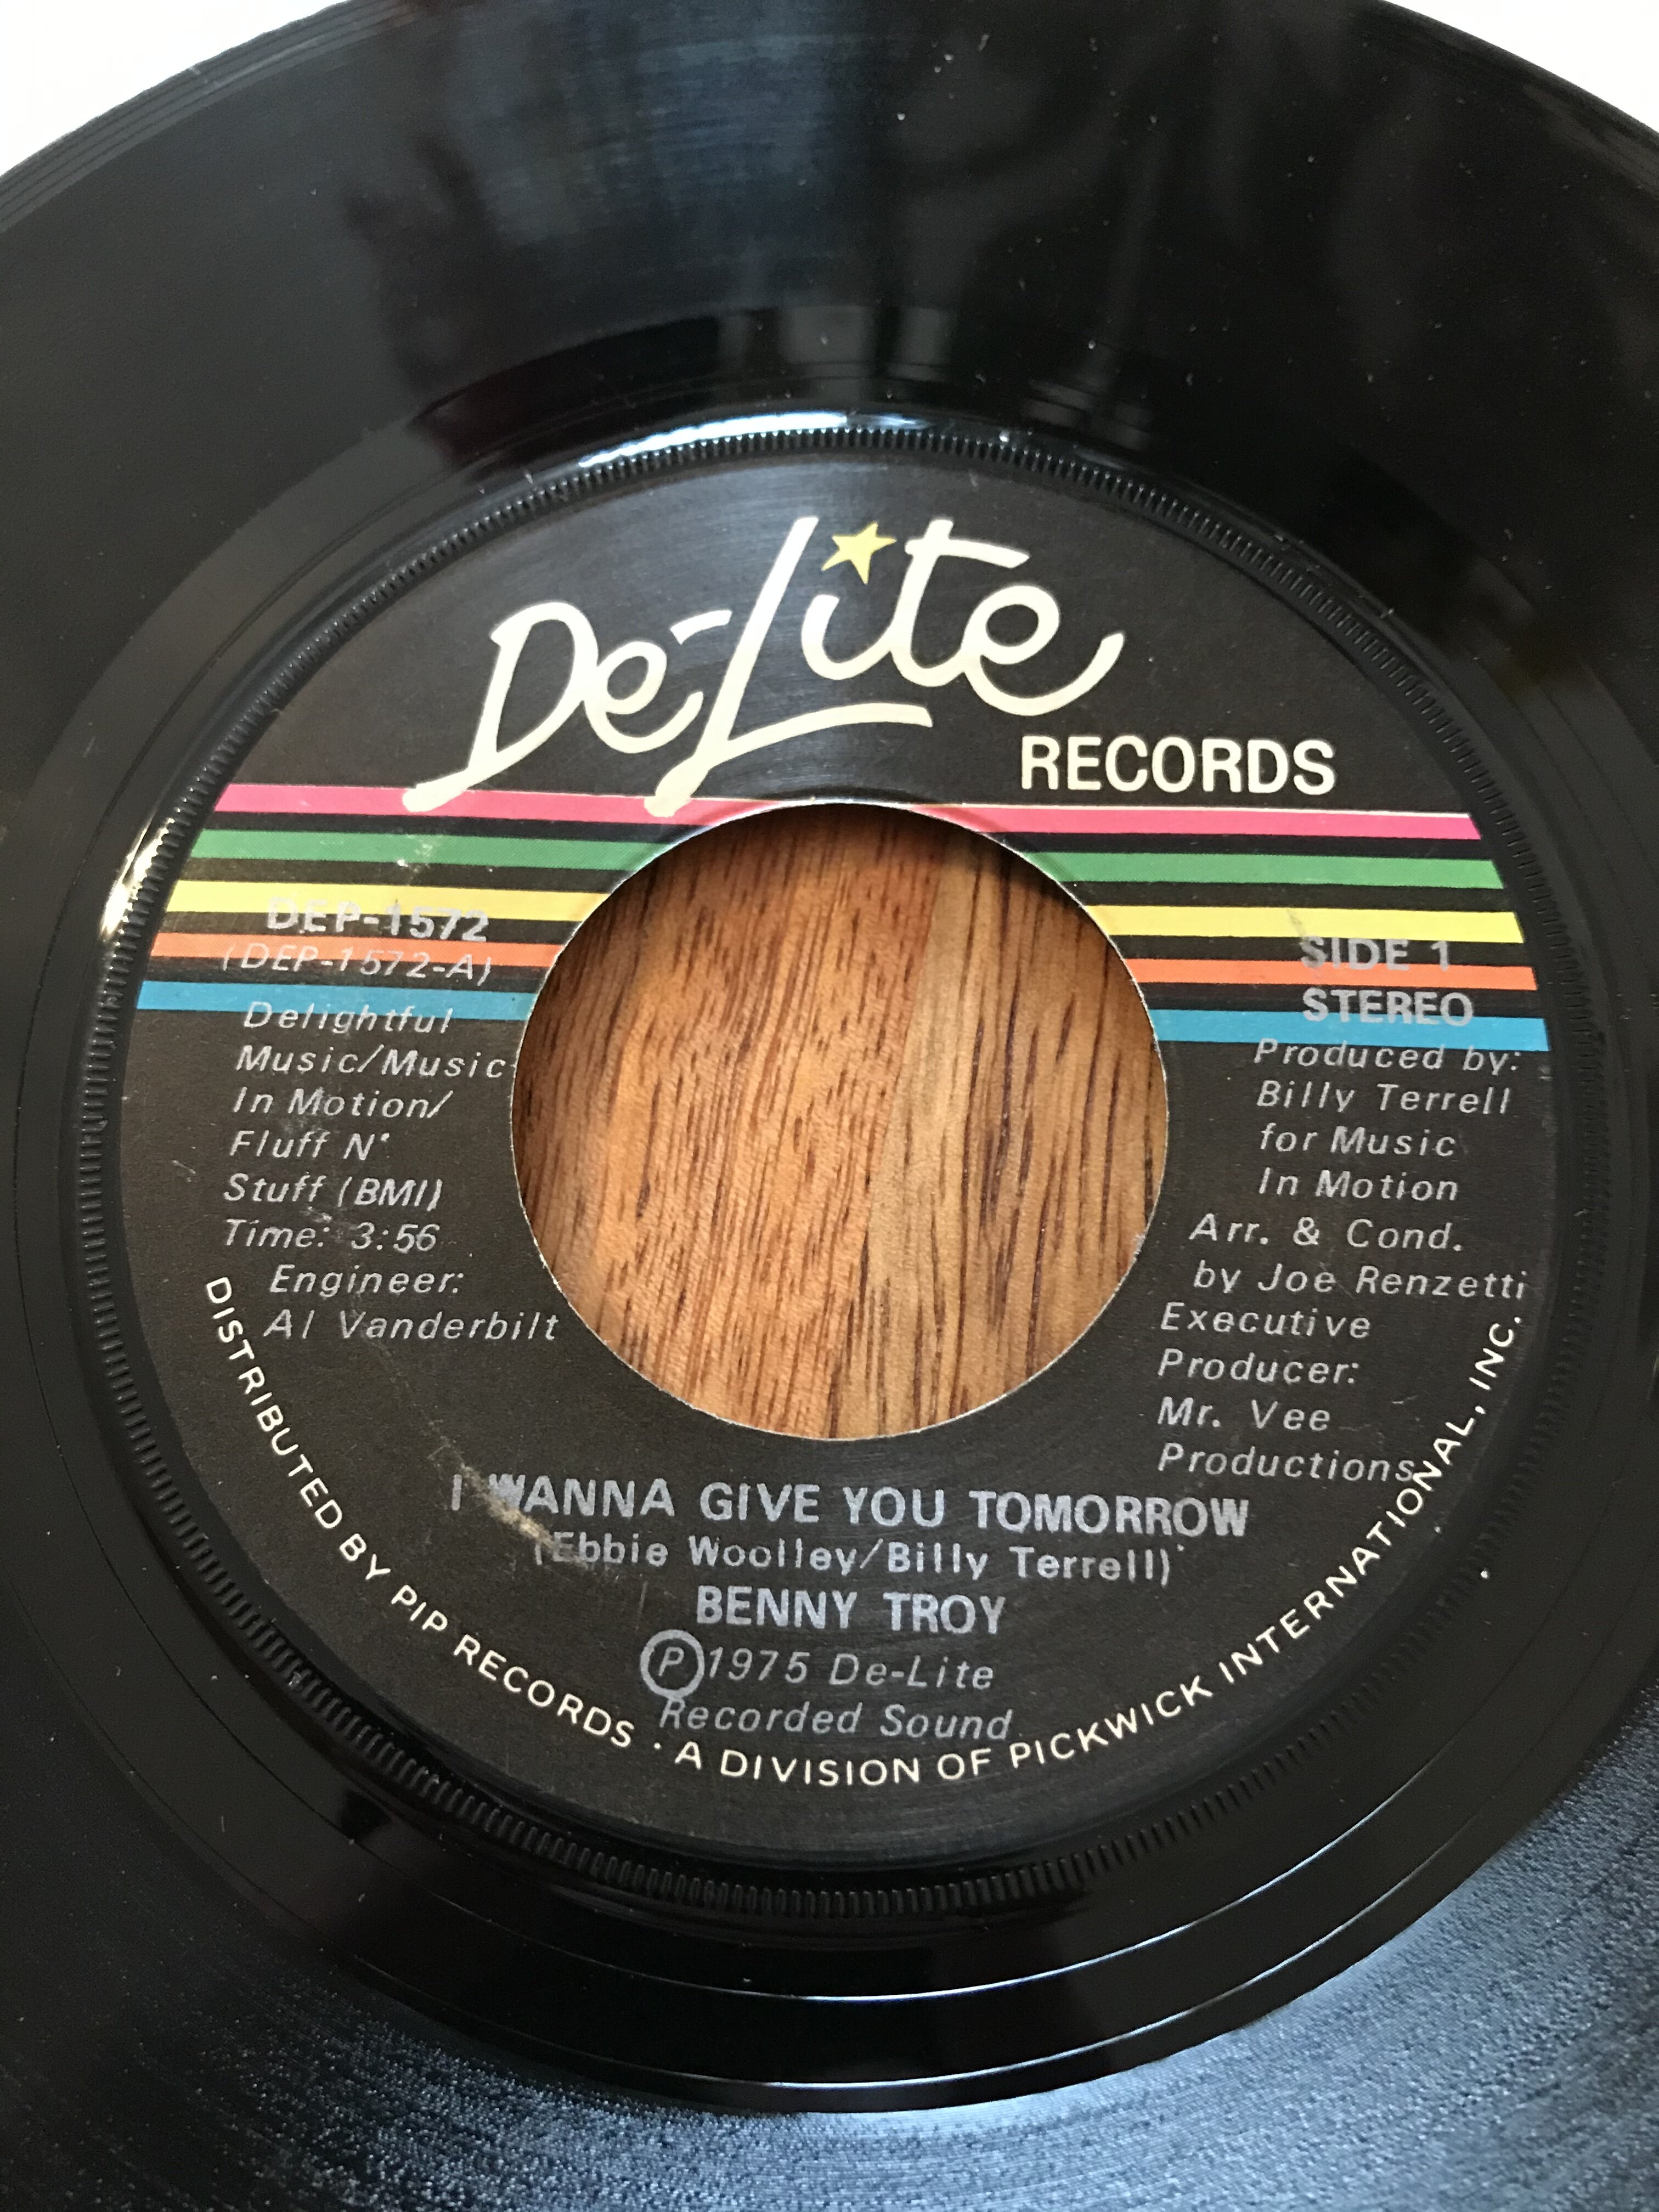 De-Lite
RECORDS
DEP-1572
(DEP-1572-A)
Delightful
Music/Music
In Motion/
Fluff N'
Stuff (BMI)
Time: 3:56
Engineer:
Al Vanderbilt
SIDE 1
STEREO
Produced by:
Billy Terrell
for Music
In Motion
Arr. & Cond.
by Joe Renzetti
Executive
Producer:
Mr. Vee
Productions
I WANNA GIVE YOU TOMORROW
(Ebbie Woolley/Billy Terrell)
BENNY TROY
Ⓟ1975 De-Lite
Recorded Sound
DISTRIBUTED BY PIP RECORDS · A DIVISION OF PICKWICK INTERNATIONAL, INC.